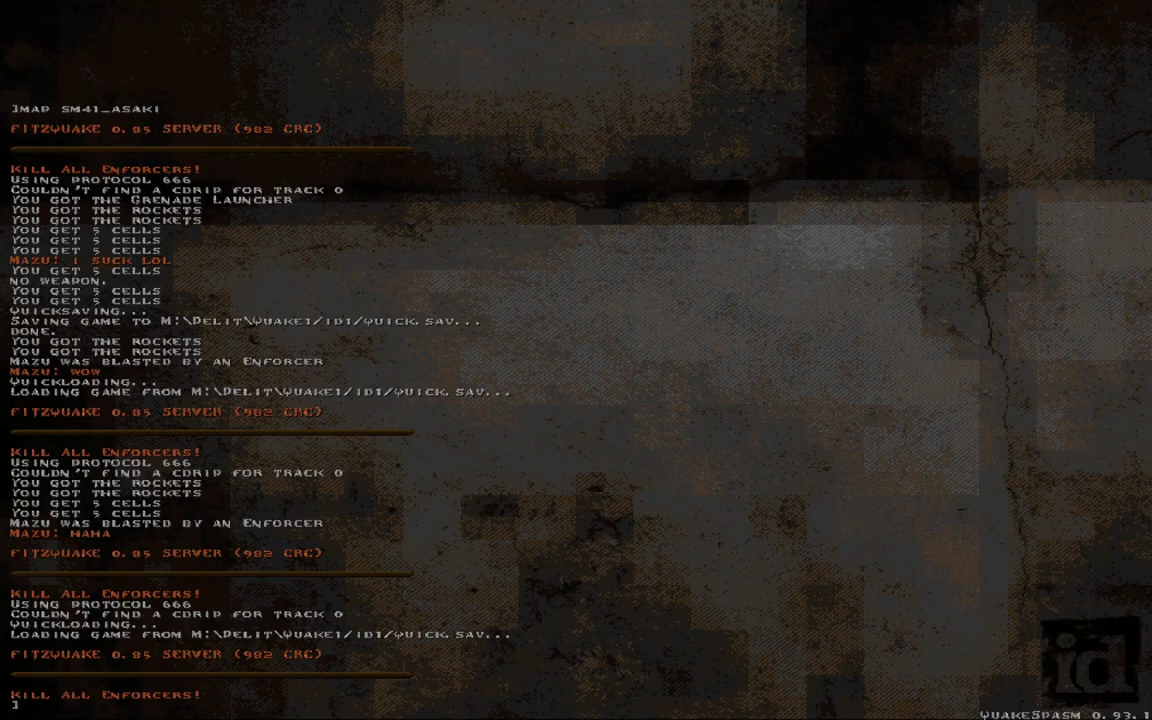 ]MAP SM41_ASAKI
FITZQUAKE 0.85 SERVER (982 CRC)
KILL ALL ENFORCERS!
USING PROTOCOL 666
COULDN'T FIND A CDRIP FOR TRACK 0
YOU GOT THE GRENADE LAUNCHER
YOU GOT THE ROCKETS
YOU GOT THE ROCKETS
YOU GET 5 CELLS
YOU GET 5 CELLS
YOU GET 5 CELLS
MAZU: I SUCK LOL
YOU GET 5 CELLS
NO WEAPON.
YOU GET 5 CELLS
YOU GET 5 CELLS
QUICKSAVING...
SAVING GAME TO M:\PELIT\QUAKE1/ID1/QUICK.SAV...
DONE.
YOU GOT THE ROCKETS
YOU GOT THE ROCKETS
MAZU WAS BLASTED BY AN ENFORCER
MAZU: WOW
QUICKLOADING...
LOADING GAME FROM M:\PELIT\QUAKE1/ID1/QUICK.SAV...
FITZQUAKE 0.85 SERVER (982 CRC)
KILL ALL ENFORCERS!
USING PROTOCOL 666
COULDN'T FIND A CDRIP FOR TRACK 0
YOU GOT THE ROCKETS
YOU GOT THE ROCKETS
YOU GET 5 CELLS
YOU GET 5 CELLS
MAZU WAS BLASTED BY AN ENFORCER
MAZU: HAHA
FITZQUAKE 0.85 SERVER (982 CRC)
KILL ALL ENFORCERS!
USING PROTOCOL 666
COULDN'T FIND A CDRIP FOR TRACK 0
QUICKLOADING...
LOADING GAME FROM M:\PELIT\QUAKE1/ID1/QUICK.SAV...
FITZQUAKE 0.85 SERVER (982 CRC)
KILL ALL ENFORCERS!
]
id
QUAKESPASM 0.93.1